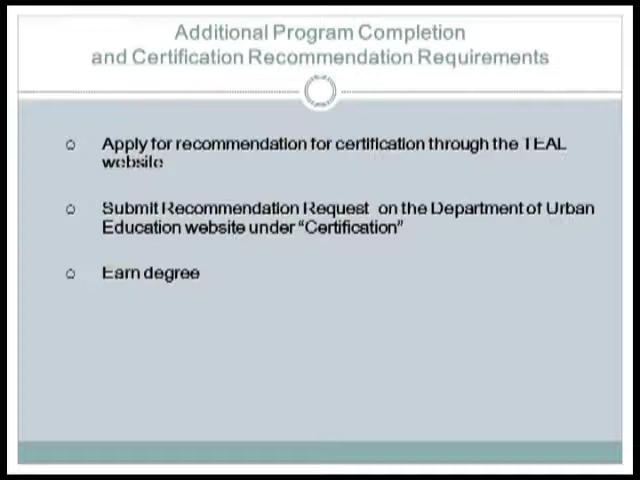 Additional Program Completion
and Certification Recommendation Requirements
Apply for recommendation for certification through the TEAL
website
Submit Recommendation Request on the Department of Urban
Education website under “Certification”
Earn degree